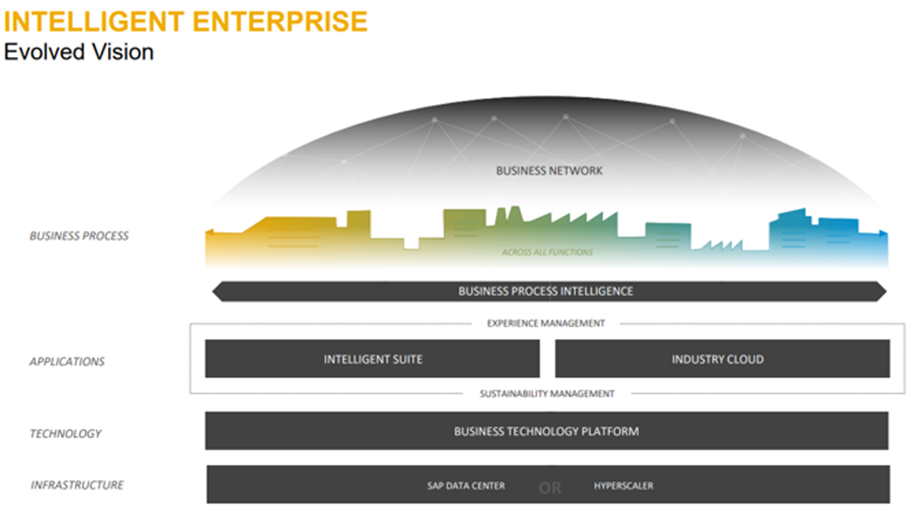 INTELLIGENT ENTERPRISE
Evolved Vision
BUSINESS NETWORK
BUSINESS PROCESS
ACROSS ALL FUNCTIONS
BUSINESS PROCESS INTELLIGENCE
EXPERIENCE MANAGEMENT
APPLICATIONS
INTELLIGENT SUITE
INDUSTRY CLOUD
SUSTAINABILITY MANAGEMENT
TECHNOLOGY
BUSINESS TECHNOLOGY PLATFORM
INFRASTRUCTURE
SAP DATA CENTER OR HYPERSCALER